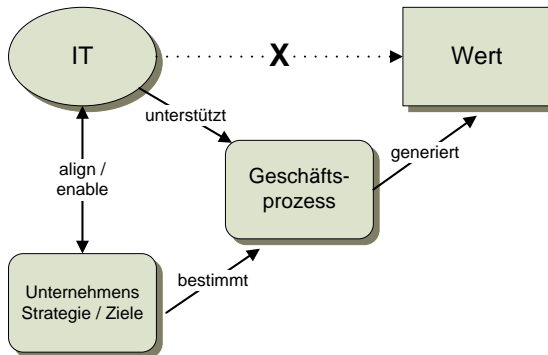 IT
X
Wert
unterstützt
generiert
align /
enable
Geschäfts-
prozess
bestimmt
Unternehmens
Strategie / Ziele